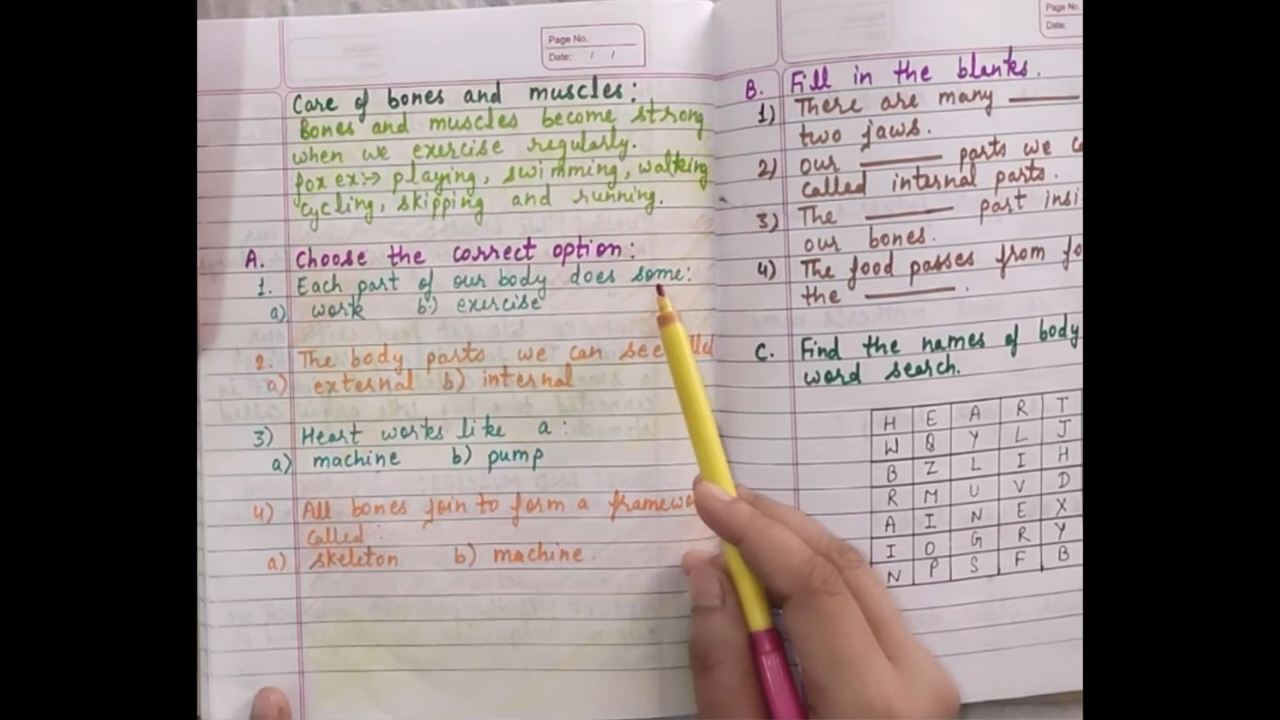 Page No.
Date: / /
Care of bones and muscles:
Bones and muscles become strong
when we exercise regularly.
for ex:-> playing, swimming, walking
cycling, skipping and running.
A. Choose the correct option:
1. Each part of our body does some:
a) work b) exercise
2. The body parts we can see
a) external b) internal
3) Heart works like a:
a) machine b) pump
4) All bones join to form a
called:
a) skeleton b) machine.
Page No.
Date:
B. Fill in the blanks.
1) There are many ______
two jaws.
2) Our ______ parts we
called internal parts.
3) The ______ part
our bones.
4) The food passes from
the ______.
C. Find the names of body
word search.
H E A R T
W Q Y L J
B Z L I H
R M U V D
A I N E X
I O G R Y
N P S F B